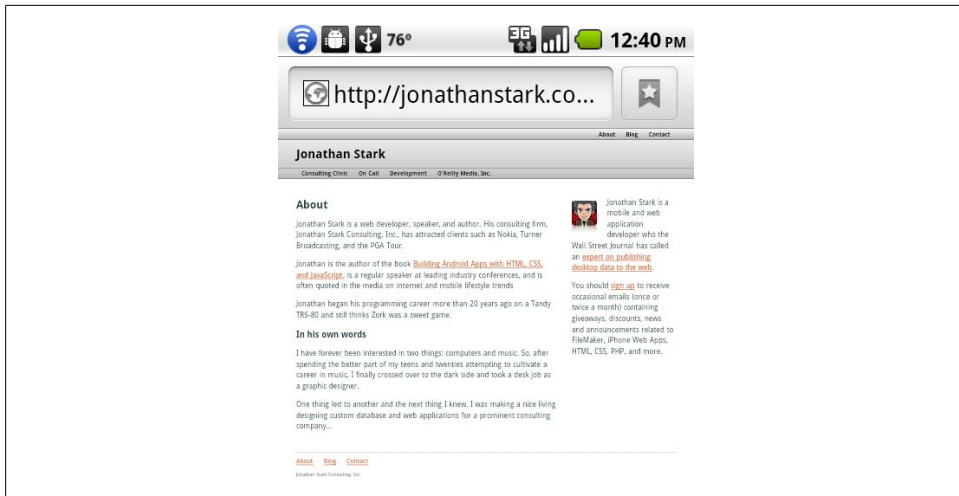 76°
3G
12:40 PM
http://jonathanstark.co...
About Blog Contact
Jonathan Stark
Consulting Clinic On Call Development O'Reilly Media, Inc.
About
Jonathan Stark is a web developer, speaker, and author. His consulting firm,
Jonathan Stark Consulting, Inc., has attracted clients such as Nokia, Turner
Broadcasting, and the PGA Tour.
Jonathan is the author of the book Building Android Apps with HTML, CSS,
and JavaScript, is a regular speaker at leading industry conferences, and is
often quoted in the media on internet and mobile lifestyle trends
Jonathan began his programming career more than 20 years ago on a Tandy
TRS-80 and still thinks Zork was a sweet game.
In his own words
I have forever been interested in two things: computers and music. So, after
spending the better part of my teens and twenties attempting to cultivate a
career in music, I finally crossed over to the dark side and took a desk job as
a graphic designer.
One thing led to another and the next thing I knew, I was making a nice living
designing custom database and web applications for a prominent consulting
company...
Jonathan Stark is a
mobile and web
application
developer who the
Wall Street Journal has called
an expert on publishing
desktop data to the web.
You should sign up to receive
occasional emails (once or
twice a month) containing
giveaways, discounts, news
and announcements related to
FileMaker, iPhone Web Apps,
HTML, CSS, PHP, and more.
About Blog Contact
Jonathan Stark Consulting, Inc.